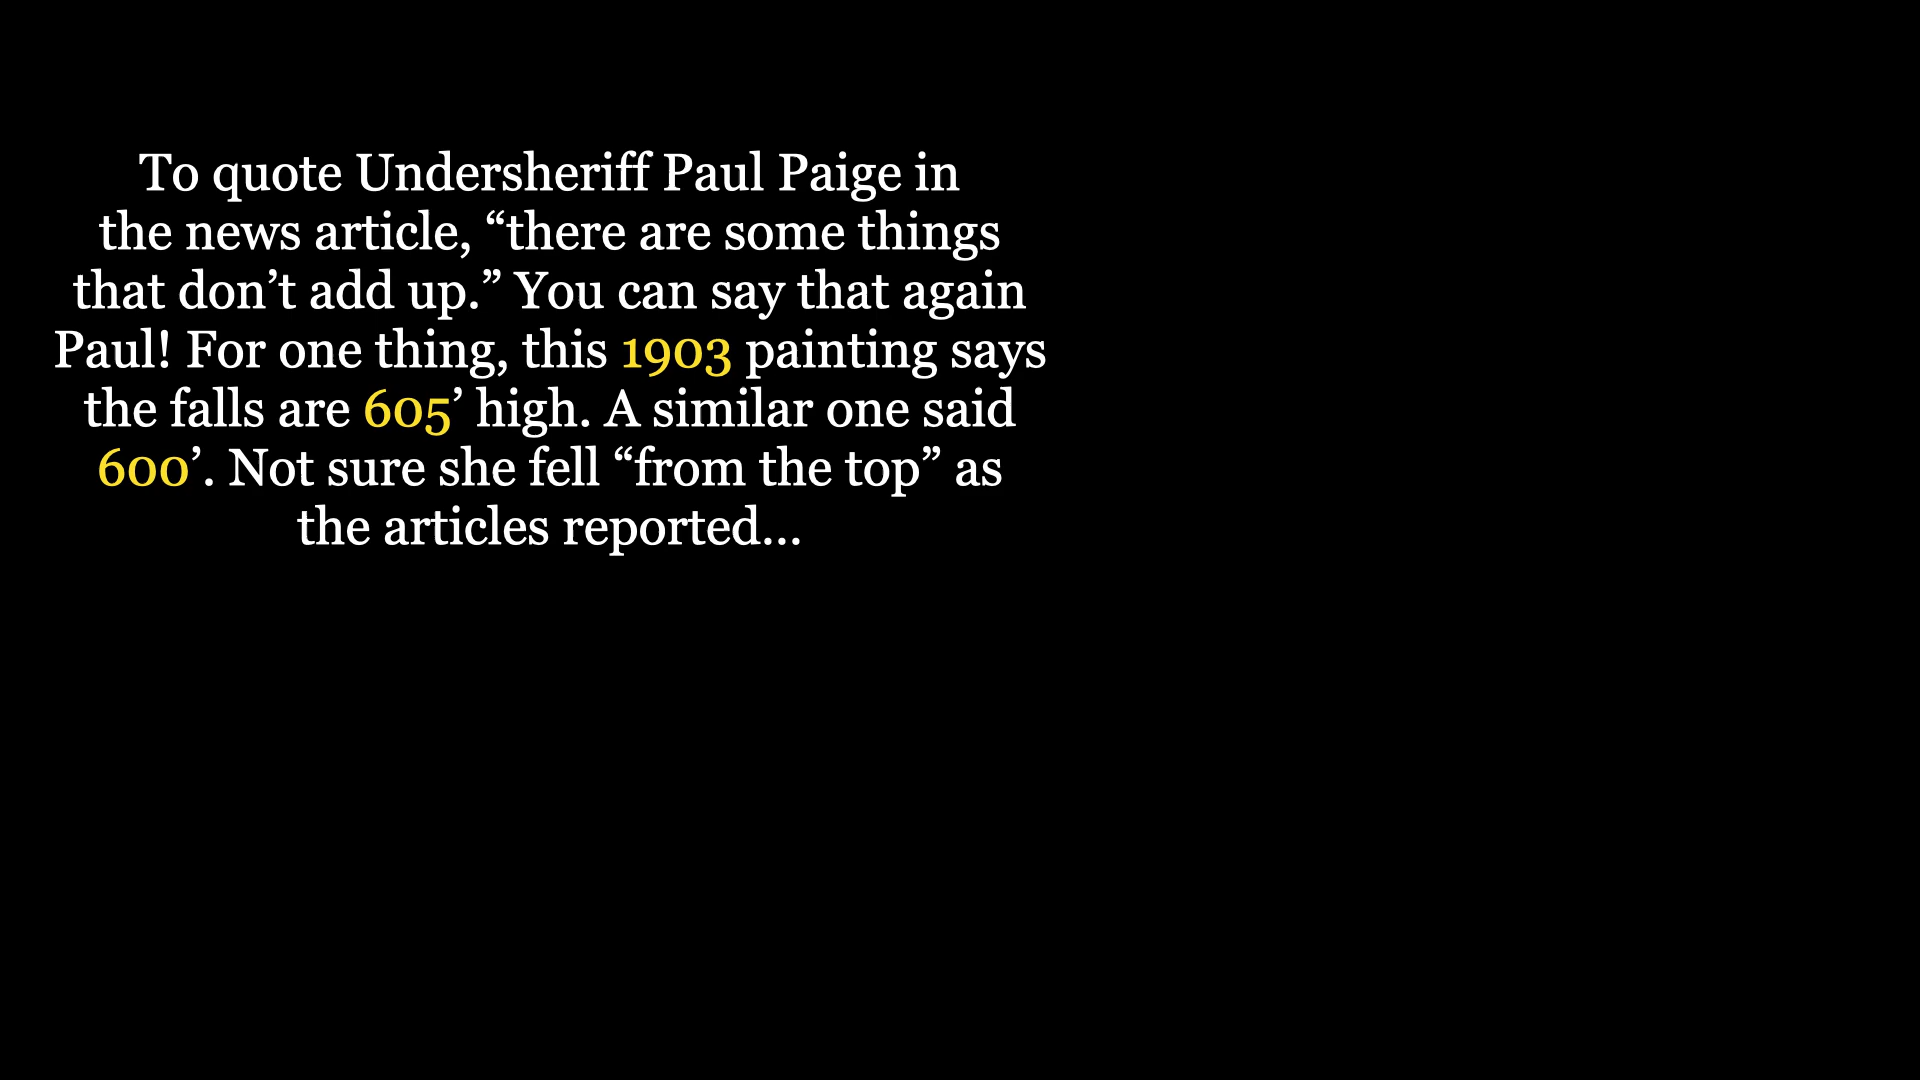 To quote Undersheriff Paul Paige in
the news article, “there are some things
that don’t add up.” You can say that again
Paul! For one thing, this 1903 painting says
the falls are 605’ high. A similar one said
600’. Not sure she fell “from the top” as
the articles reported...